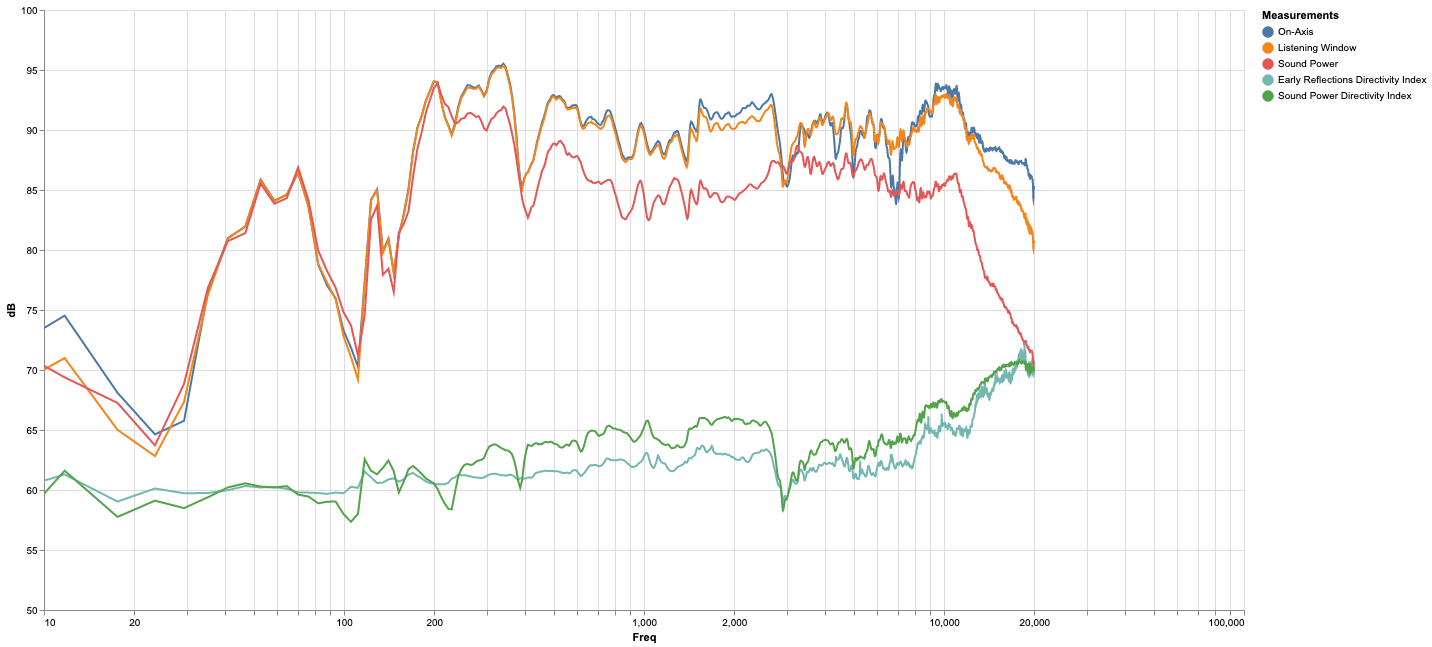 100
95
90
85
80
75
70
65
60
55
50
dB
10 20 100 200 1,000 2,000 10,000 20,000 100,000
Freq
Measurements
On-Axis
Listening Window
Sound Power
Early Reflections Directivity Index
Sound Power Directivity Index